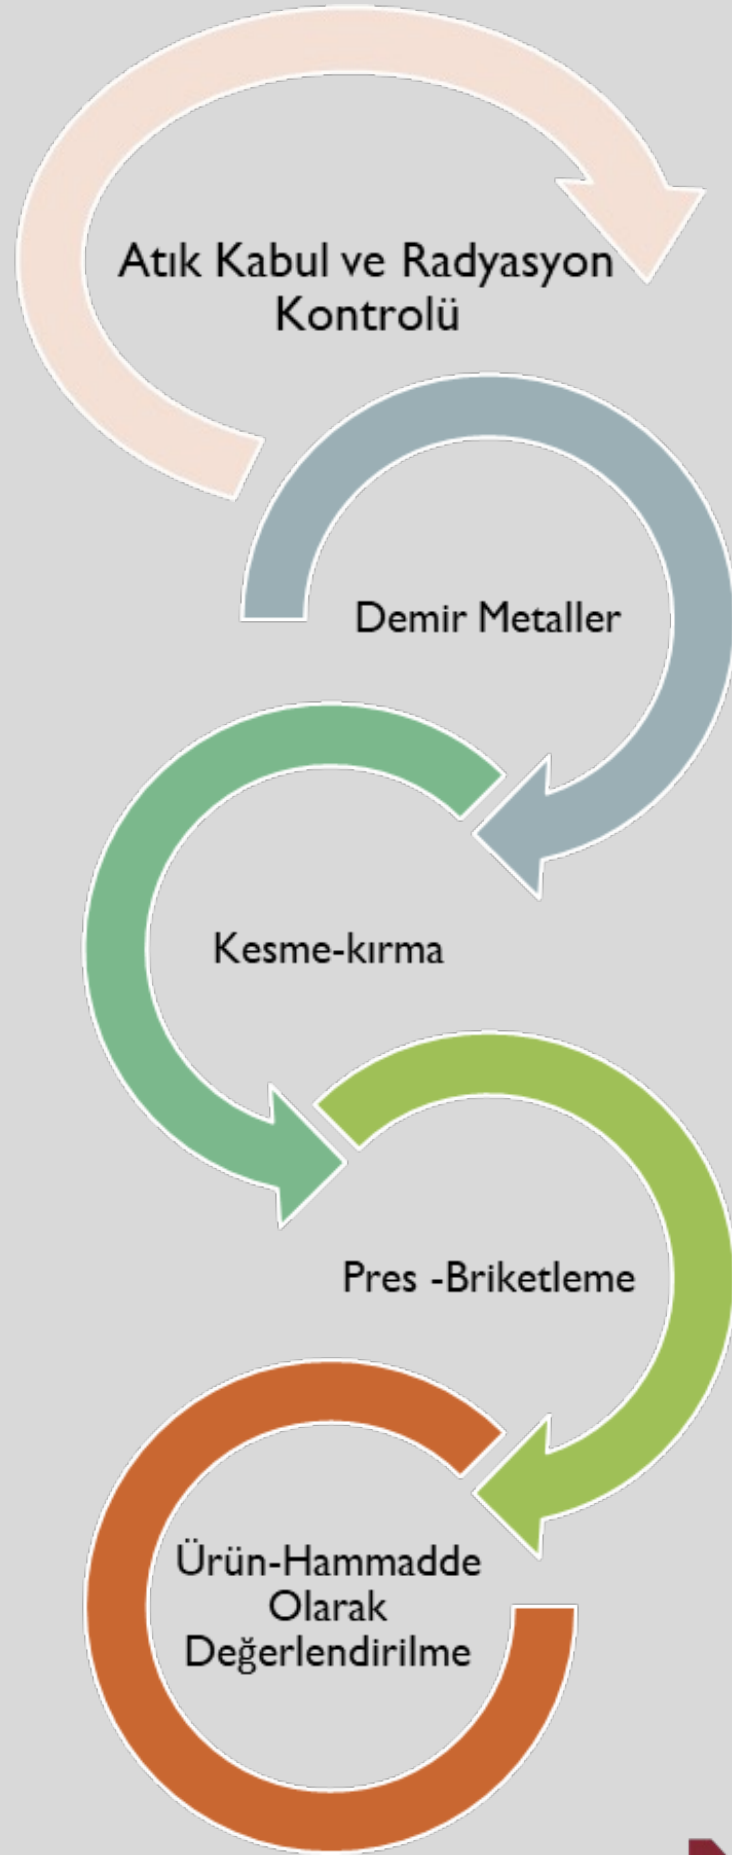 Atık Kabul ve Radyasyon
Kontrolü
Demir Metaller
Kesme-kırma
Pres -Briketleme
Ürün-Hammadde
Olarak
Değerlendirilme